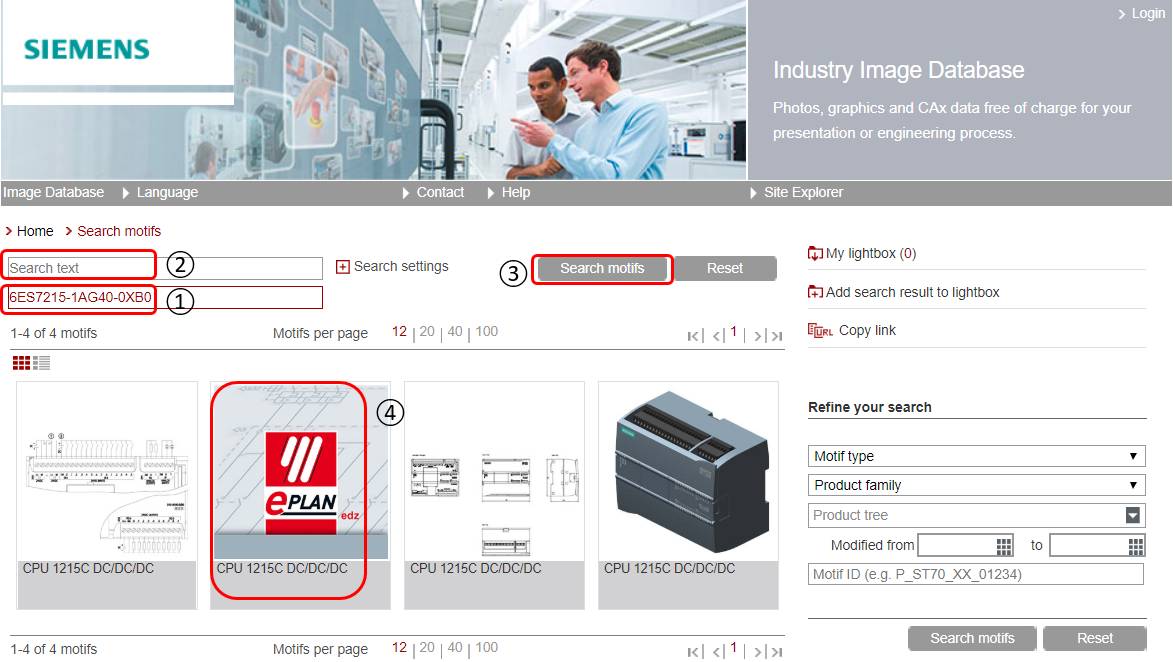 Login
SIEMENS
Industry Image Database
Photos, graphics and CAx data free of charge for your
presentation or engineering process.
Image Database
Language
Contact
Help
Site Explorer
Home
Search motifs
Search text
②
Search settings
③
Search motifs
Reset
6ES7215-1AG40-0XB0
①
1-4 of 4 motifs
Motifs per page
12 | 20 | 40 | 100
1
④
ePLAN
edz
CPU 1215C DC/DC/DC
CPU 1215C DC/DC/DC
CPU 1215C DC/DC/DC
CPU 1215C DC/DC/DC
1-4 of 4 motifs
Motifs per page
12 | 20 | 40 | 100
1
My lightbox (0)
Add search result to lightbox
URL Copy link
Refine your search
Motif type
Product family
Product tree
Modified from
to
Motif ID (e.g. P_ST70_XX_01234)
Search motifs
Reset